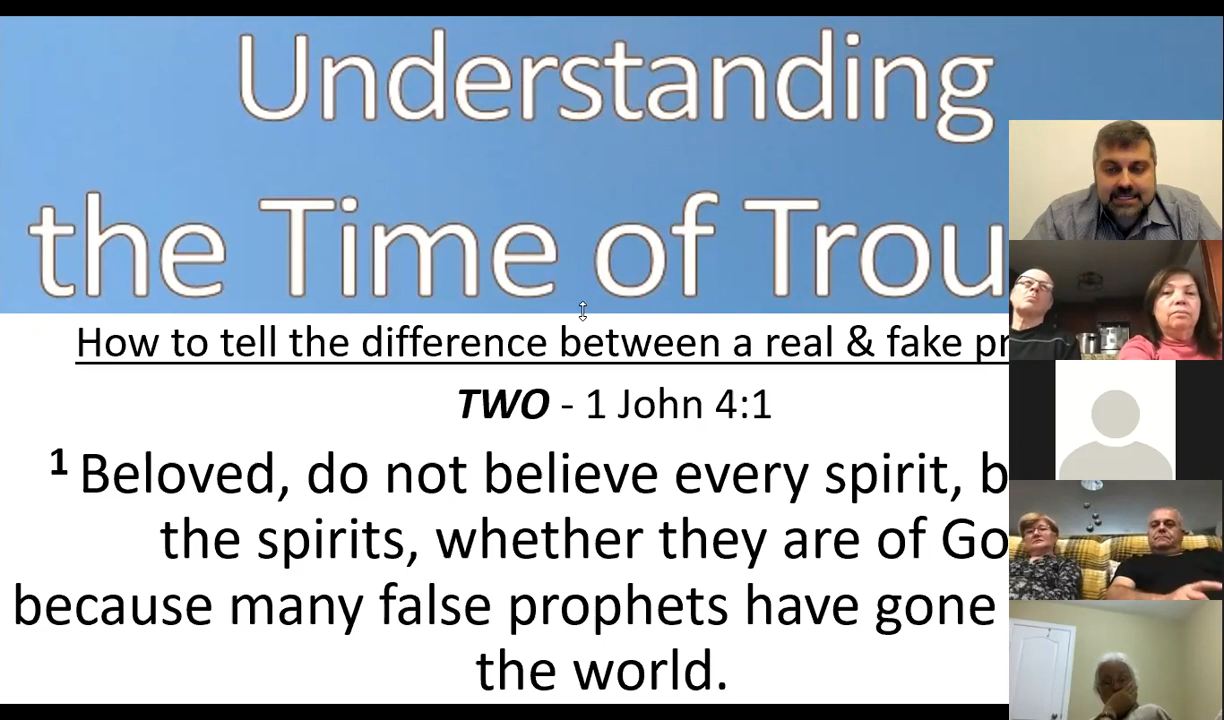 Understanding
the Time of Trou
How to tell the difference between a real & fake pr
TWO - 1 John 4:1
1 Beloved, do not believe every spirit, b
the spirits, whether they are of Go
because many false prophets have gone
the world.